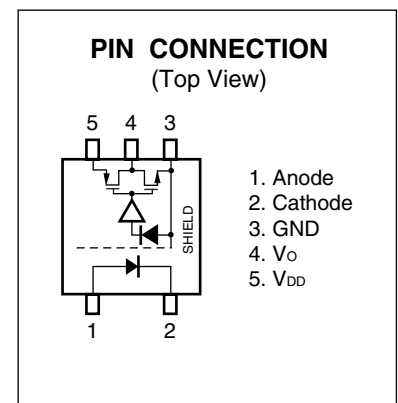 PIN CONNECTION
(Top View)
5 4 3
SHIELD
1 2
1. Anode
2. Cathode
3. GND
4. VO
5. VDD